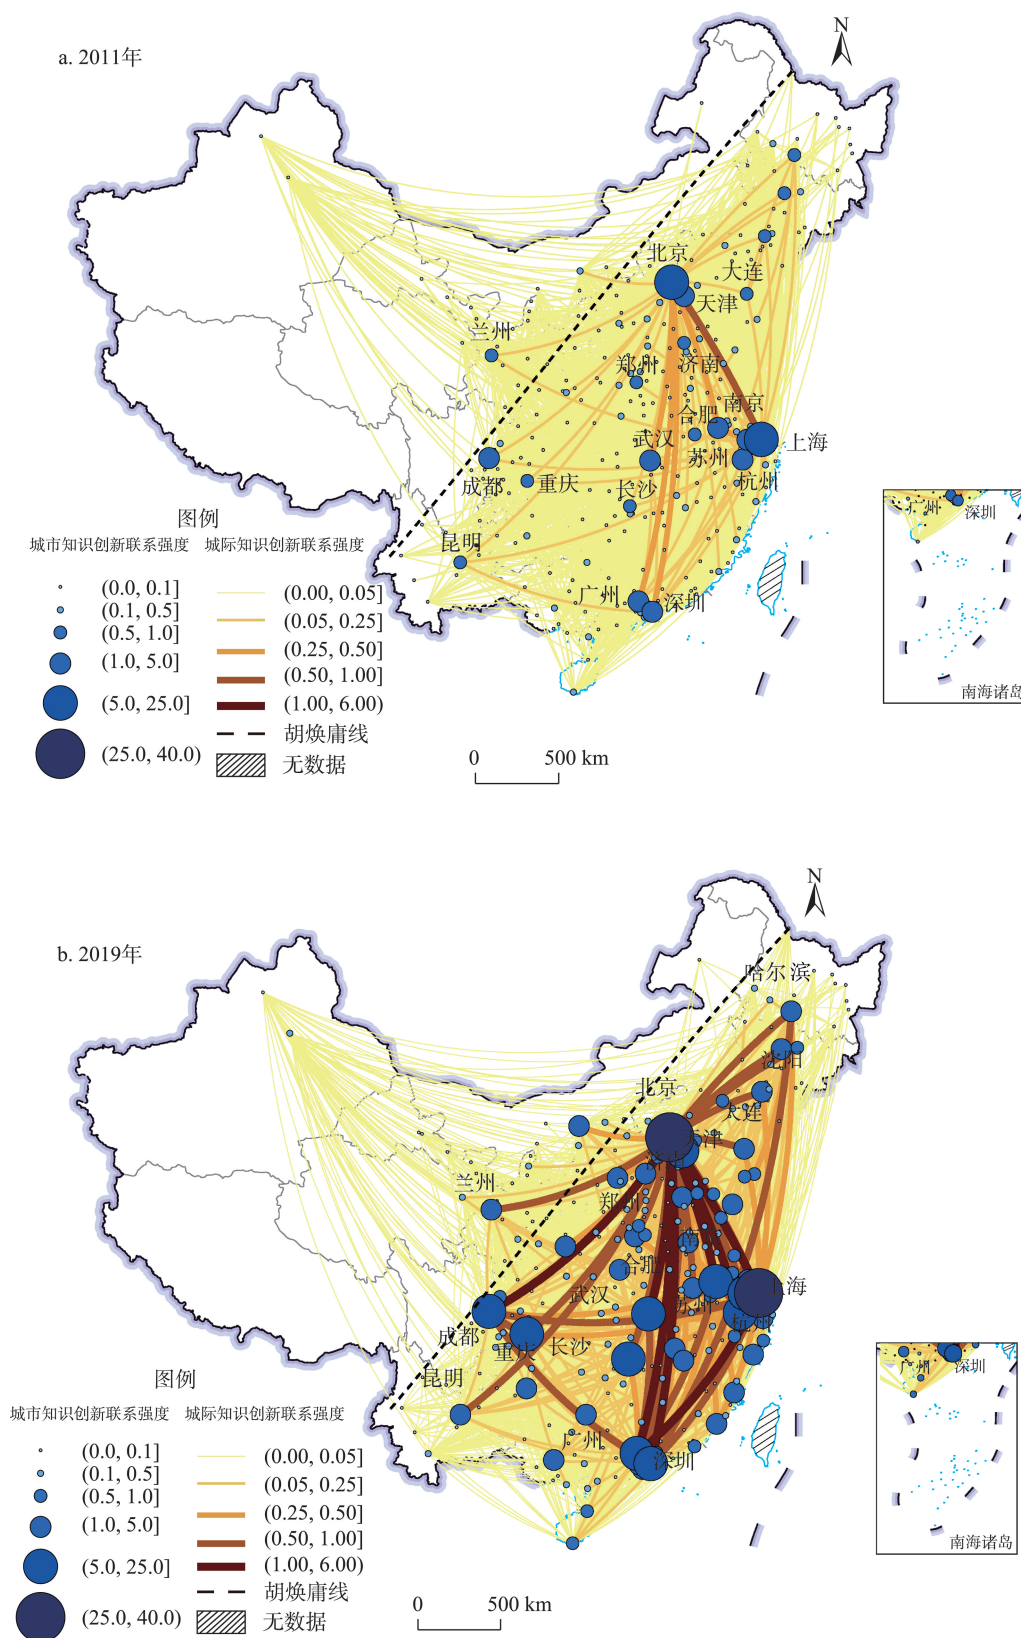 a. 2011年
N
北京
大连
天津
兰州
郑州
济南
合肥
南京
武汉
苏州
上海
成都
重庆
长沙
杭州
昆明
广州
深圳
图例
城市知识创新联系强度
城际知识创新联系强度
(0.0, 0.1]
(0.1, 0.5]
(0.5, 1.0]
(1.0, 5.0]
(5.0, 25.0]
(25.0, 40.0)
(0.00, 0.05]
(0.05, 0.25]
(0.25, 0.50]
(0.50, 1.00]
(1.00, 6.00)
胡焕庸线
无数据
0 500 km
广州
深圳
南海诸岛
b. 2019年
N
哈尔滨
沈阳
北京
大连
天津
兰州
郑州
合肥
武汉
苏州
上海
成都
重庆
长沙
杭州
昆明
广州
深圳
图例
城市知识创新联系强度
城际知识创新联系强度
(0.0, 0.1]
(0.1, 0.5]
(0.5, 1.0]
(1.0, 5.0]
(5.0, 25.0]
(25.0, 40.0)
(0.00, 0.05]
(0.05, 0.25]
(0.25, 0.50]
(0.50, 1.00]
(1.00, 6.00)
胡焕庸线
无数据
0 500 km
广州
深圳
南海诸岛